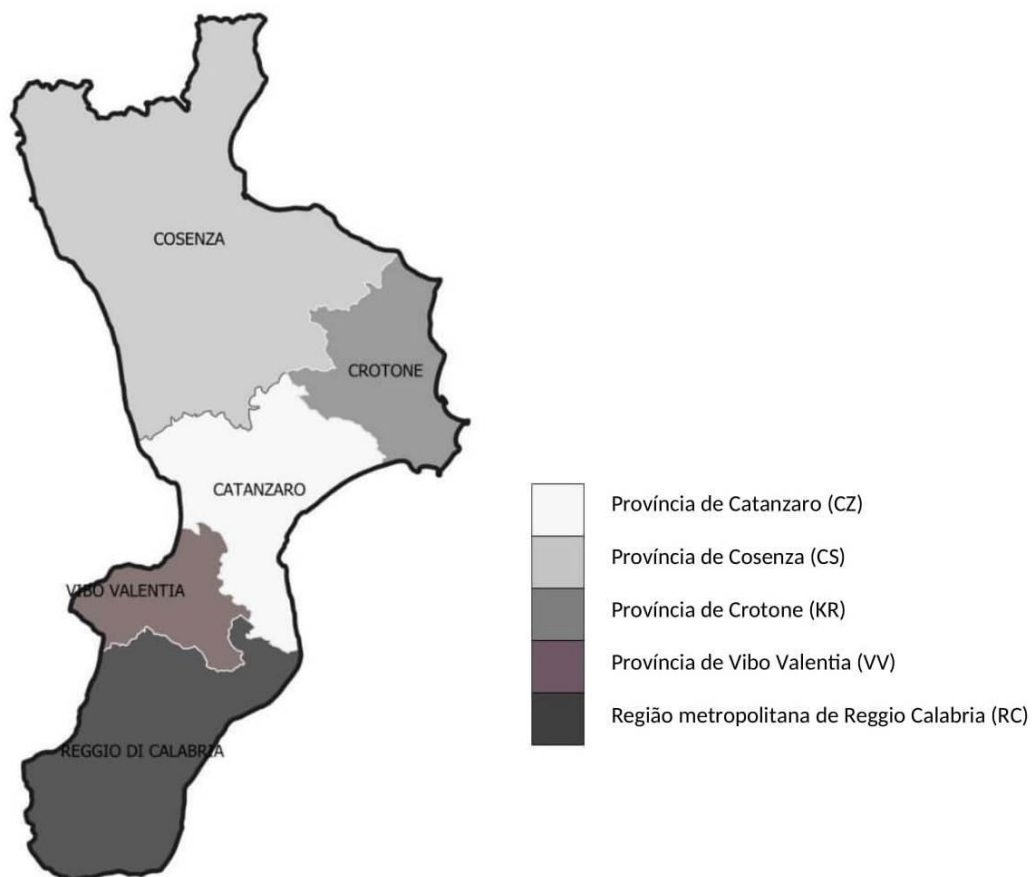 COSENZA
CROTONE
CATANZARO
VIBO VALENTIA
REGGIO DI CALABRIA
Província de Catanzaro (CZ)
Província de Cosenza (CS)
Província de Crotone (KR)
Província de Vibo Valentia (VV)
Região metropolitana de Reggio Calabria (RC)